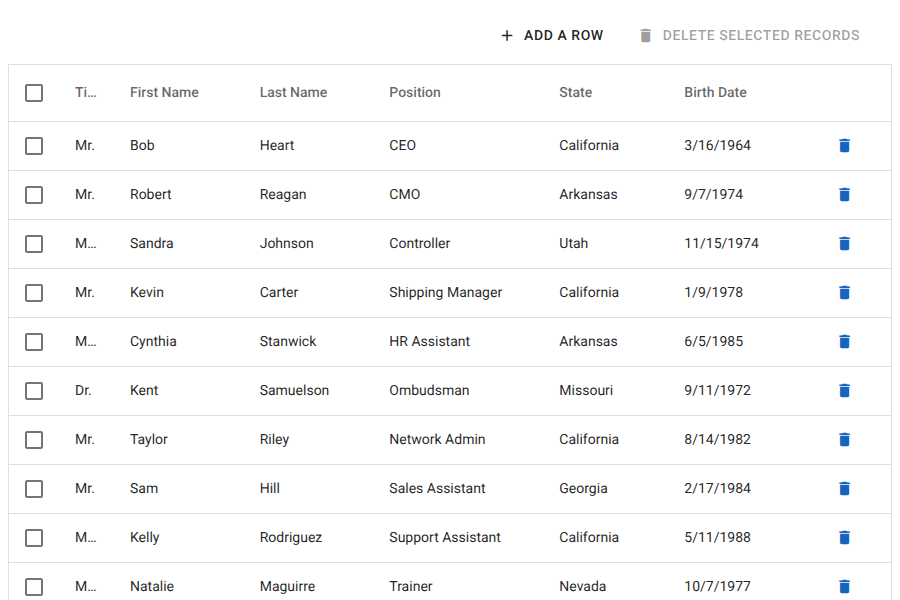 ADD A ROW DELETE SELECTED RECORDS
Ti... First Name Last Name Position State Birth Date
Mr. Bob Heart CEO California 3/16/1964
Mr. Robert Reagan CMO Arkansas 9/7/1974
M... Sandra Johnson Controller Utah 11/15/1974
Mr. Kevin Carter Shipping Manager California 1/9/1978
M... Cynthia Stanwick HR Assistant Arkansas 6/5/1985
Dr. Kent Samuelson Ombudsman Missouri 9/11/1972
Mr. Taylor Riley Network Admin California 8/14/1982
Mr. Sam Hill Sales Assistant Georgia 2/17/1984
M... Kelly Rodriguez Support Assistant California 5/11/1988
M... Natalie Maguirre Trainer Nevada 10/7/1977